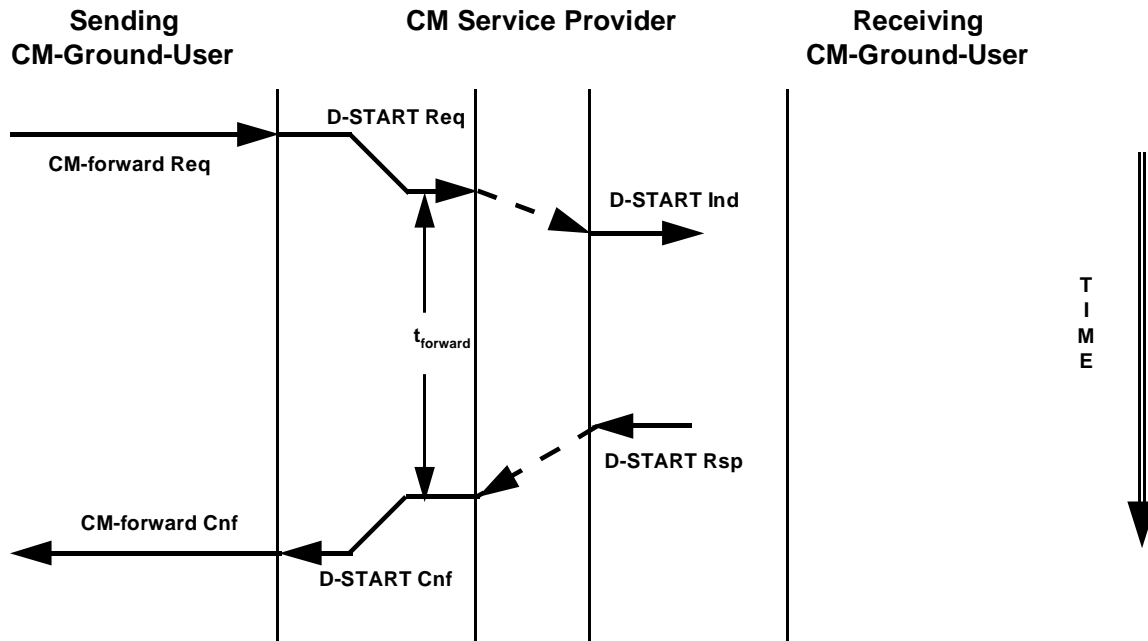 Sending
CM-Ground-User
CM Service Provider
Receiving
CM-Ground-User
D-START Req
CM-forward Req
D-START Ind
t_forward
T
I
M
E
D-START Rsp
CM-forward Cnf
D-START Cnf